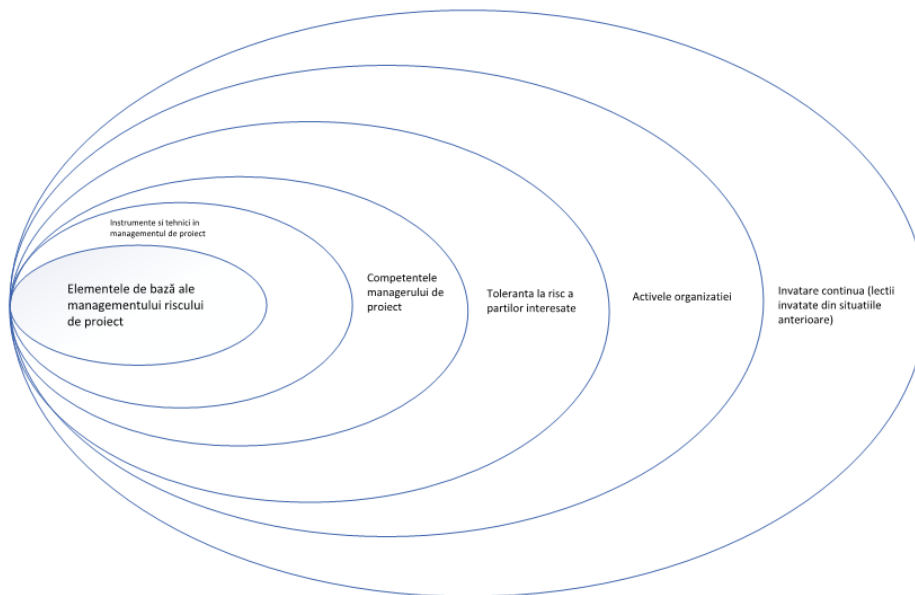 Instrumente si tehnici in
managementul de proiect
Elementele de bază ale
managementului riscului
de proiect
Competentele
managerului de
proiect
Toleranta la risc a
partilor interesate
Activele organizatiei
Invatare continua (lectii
invatate din situatiile
anterioare)